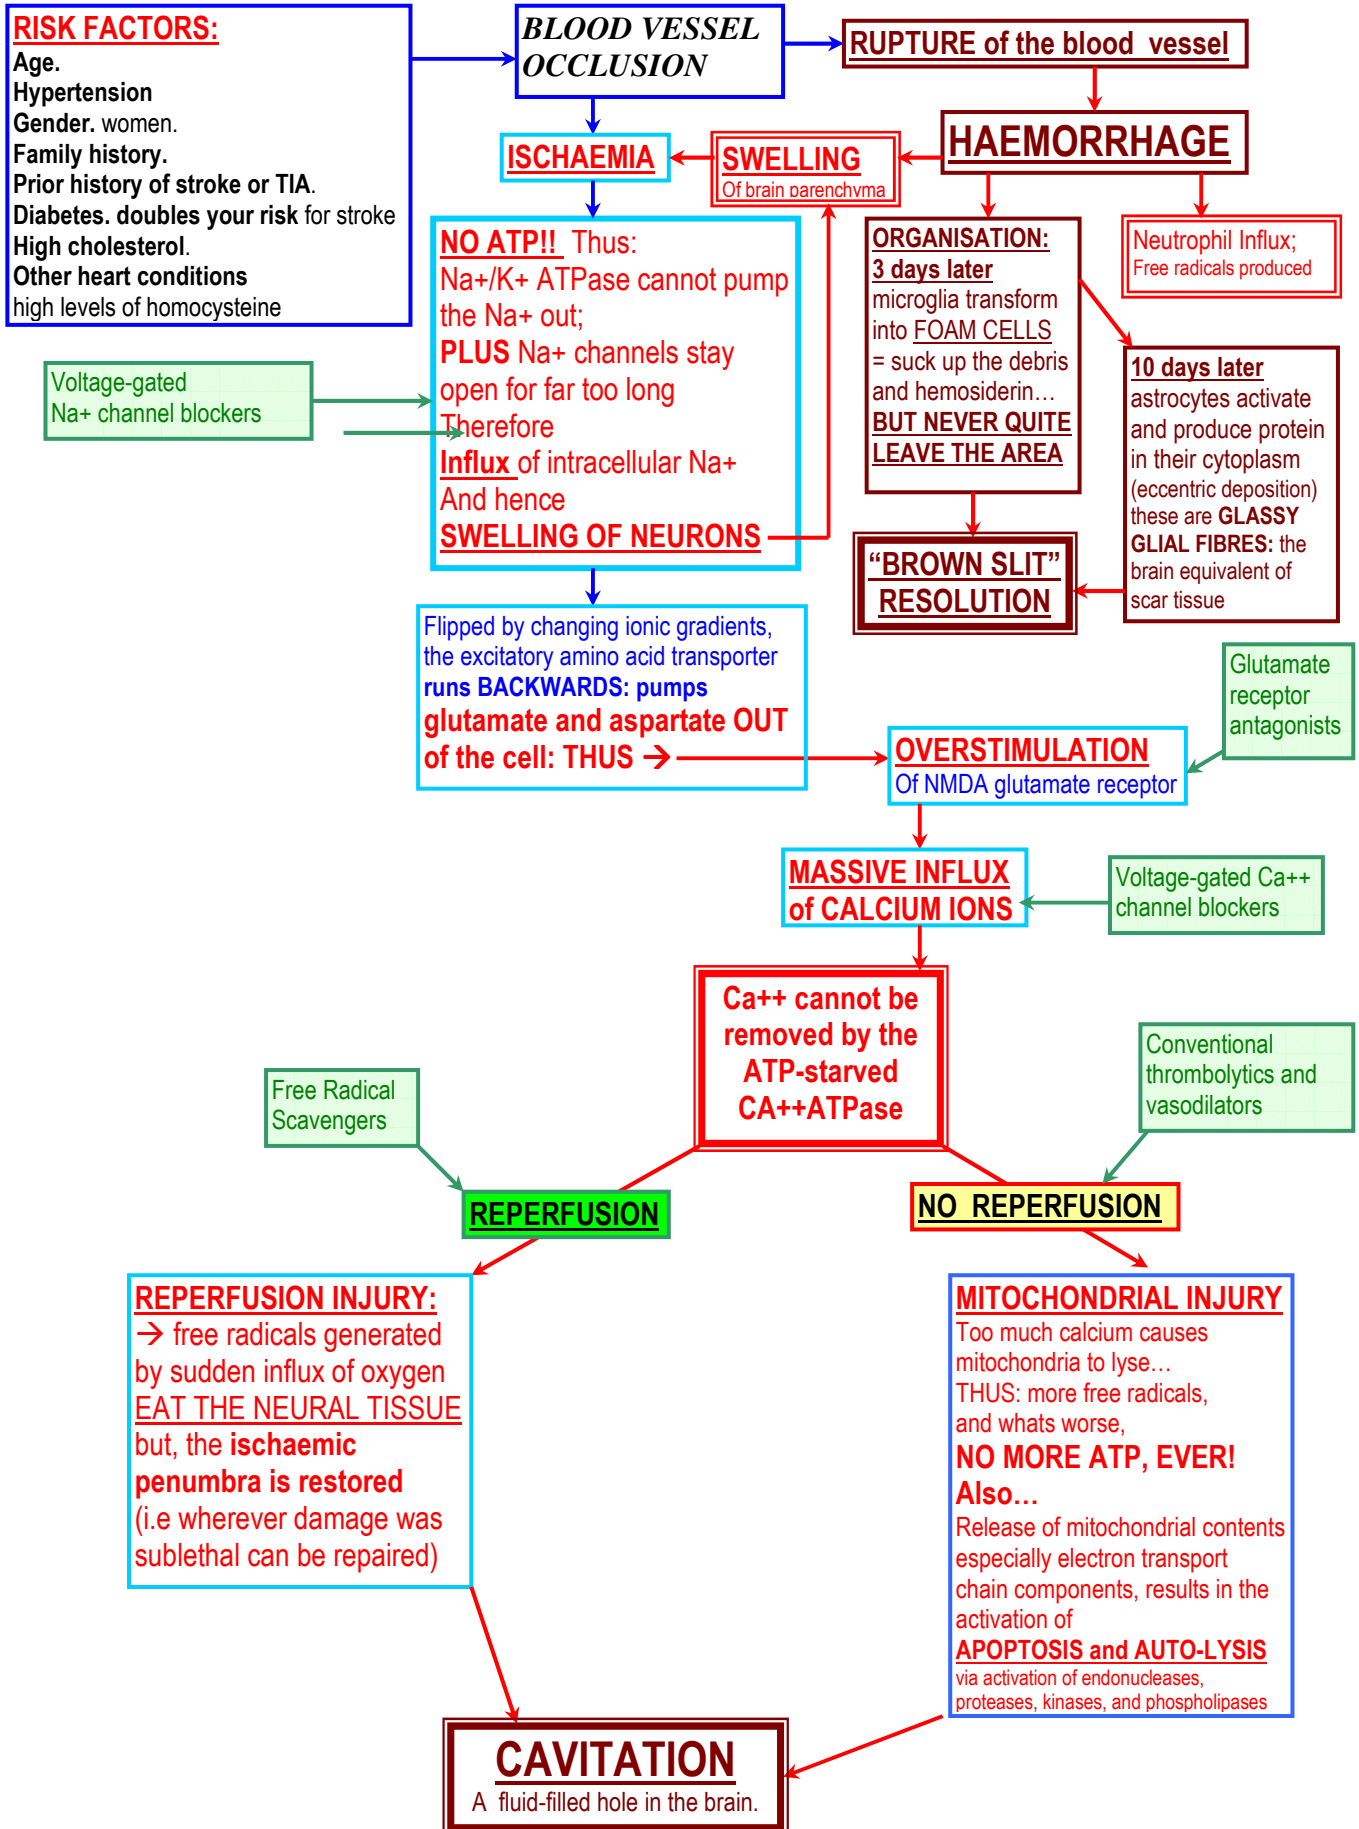 RISK FACTORS:
Age.
Hypertension
Gender. women.
Family history.
Prior history of stroke or TIA.
Diabetes. doubles your risk for stroke
High cholesterol.
Other heart conditions
high levels of homocysteine
BLOOD VESSEL
OCCLUSION
RUPTURE of the blood vessel
HAEMORRHAGE
ISCHAEMIA
SWELLING
Of brain parenchyma
NO ATP!! Thus:
Na+/K+ ATPase cannot pump
the Na+ out;
PLUS Na+ channels stay
open for far too long
Therefore
Influx of intracellular Na+
And hence
SWELLING OF NEURONS
Voltage-gated
Na+ channel blockers
ORGANISATION:
3 days later
microglia transform
into FOAM CELLS
= suck up the debris
and hemosiderin…
BUT NEVER QUITE
LEAVE THE AREA
Neutrophil Influx;
Free radicals produced
10 days later
astrocytes activate
and produce protein
in their cytoplasm
(eccentric deposition)
these are GLASSY
GLIAL FIBRES: the
brain equivalent of
scar tissue
“BROWN SLIT”
RESOLUTION
Flipped by changing ionic gradients,
the excitatory amino acid transporter
runs BACKWARDS: pumps
glutamate and aspartate OUT
of the cell: THUS →
Glutamate
receptor
antagonists
OVERSTIMULATION
Of NMDA glutamate receptor
MASSIVE INFLUX
of CALCIUM IONS
Voltage-gated Ca++
channel blockers
Ca++ cannot be
removed by the
ATP-starved
CA++ATPase
Conventional
thrombolytics and
vasodilators
Free Radical
Scavengers
REPERFUSION
NO REPERFUSION
REPERFUSION INJURY:
→ free radicals generated
by sudden influx of oxygen
EAT THE NEURAL TISSUE
but, the ischaemic
penumbra is restored
(i.e wherever damage was
sublethal can be repaired)
MITOCHONDRIAL INJURY
Too much calcium causes
mitochondria to lyse…
THUS: more free radicals,
and whats worse,
NO MORE ATP, EVER!
Also…
Release of mitochondrial contents
especially electron transport
chain components, results in the
activation of
APOPTOSIS and AUTO-LYSIS
via activation of endonucleases,
proteases, kinases, and phospholipases
CAVITATION
A fluid-filled hole in the brain.